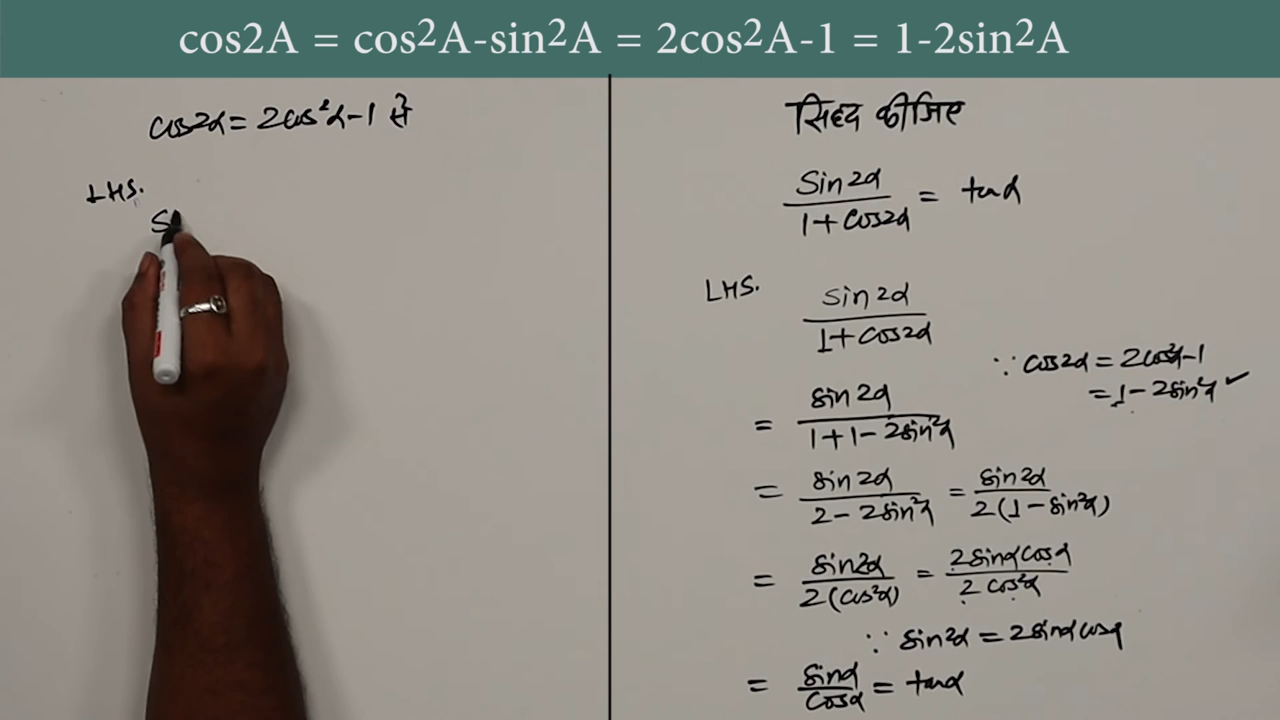 cos2A = cos²A-sin²A = 2cos²A-1 = 1-2sin²A
cos2α = 2cos²α-1 से
LHS.
S
सिध्द कीजिए
Sin2α
1+cos2α
= tanα
LHS.
sin2α
1+cos2α
∵ cos2α = 2cos²α-1
= 1-2sin²α ✓
= sin2α
1+1-2sin²α
= sin2α
2-2sin²α
= sin2α
2(1-sin²α)
= sin2α
2(cos²α)
= 2sinαcosα
2cos²α
∵ sin2α = 2sinαcosα
= sinα
cosα
= tanα